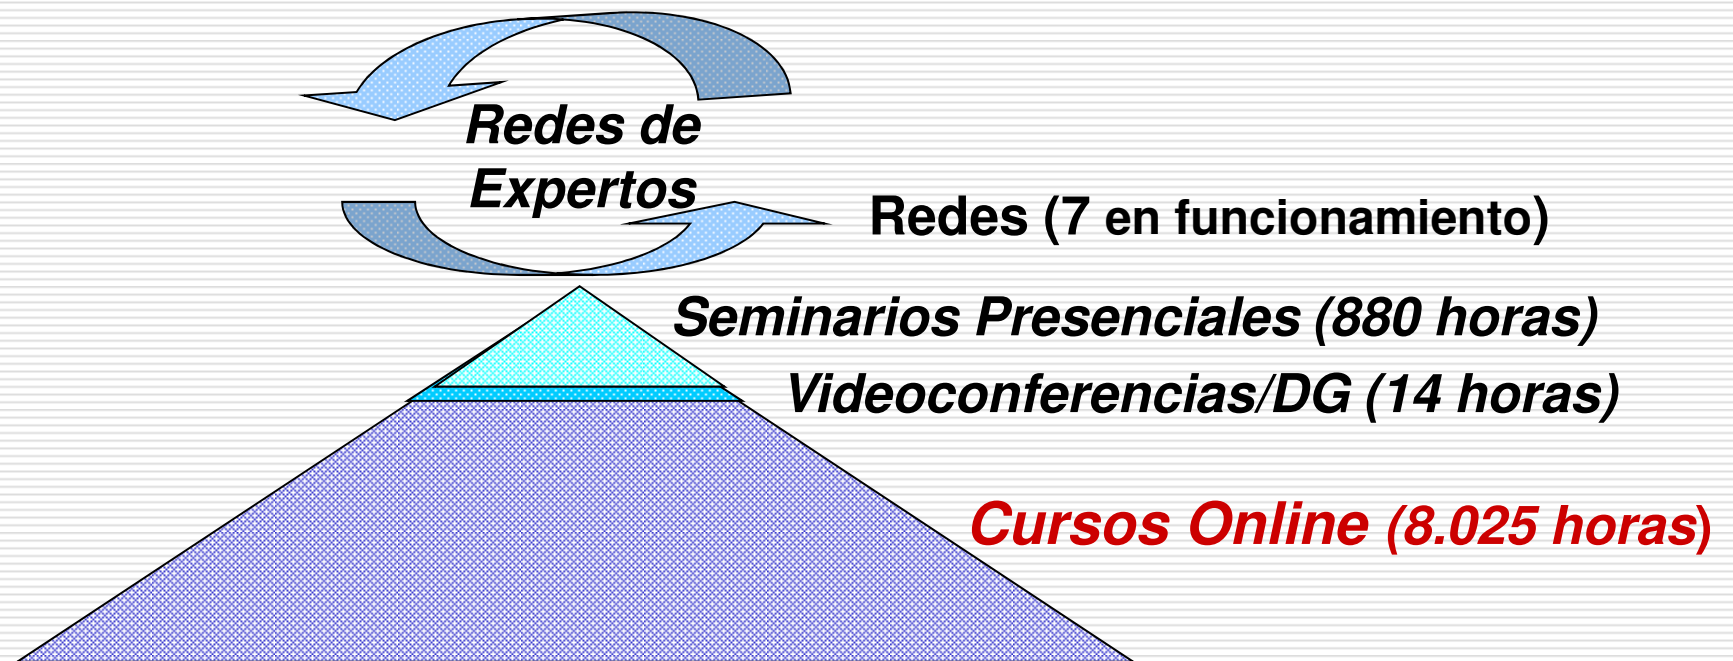 Redes de
Expertos
Redes (7 en funcionamiento)
Seminarios Presenciales (880 horas)
Videoconferencias/DG (14 horas)
Cursos Online (8.025 horas)